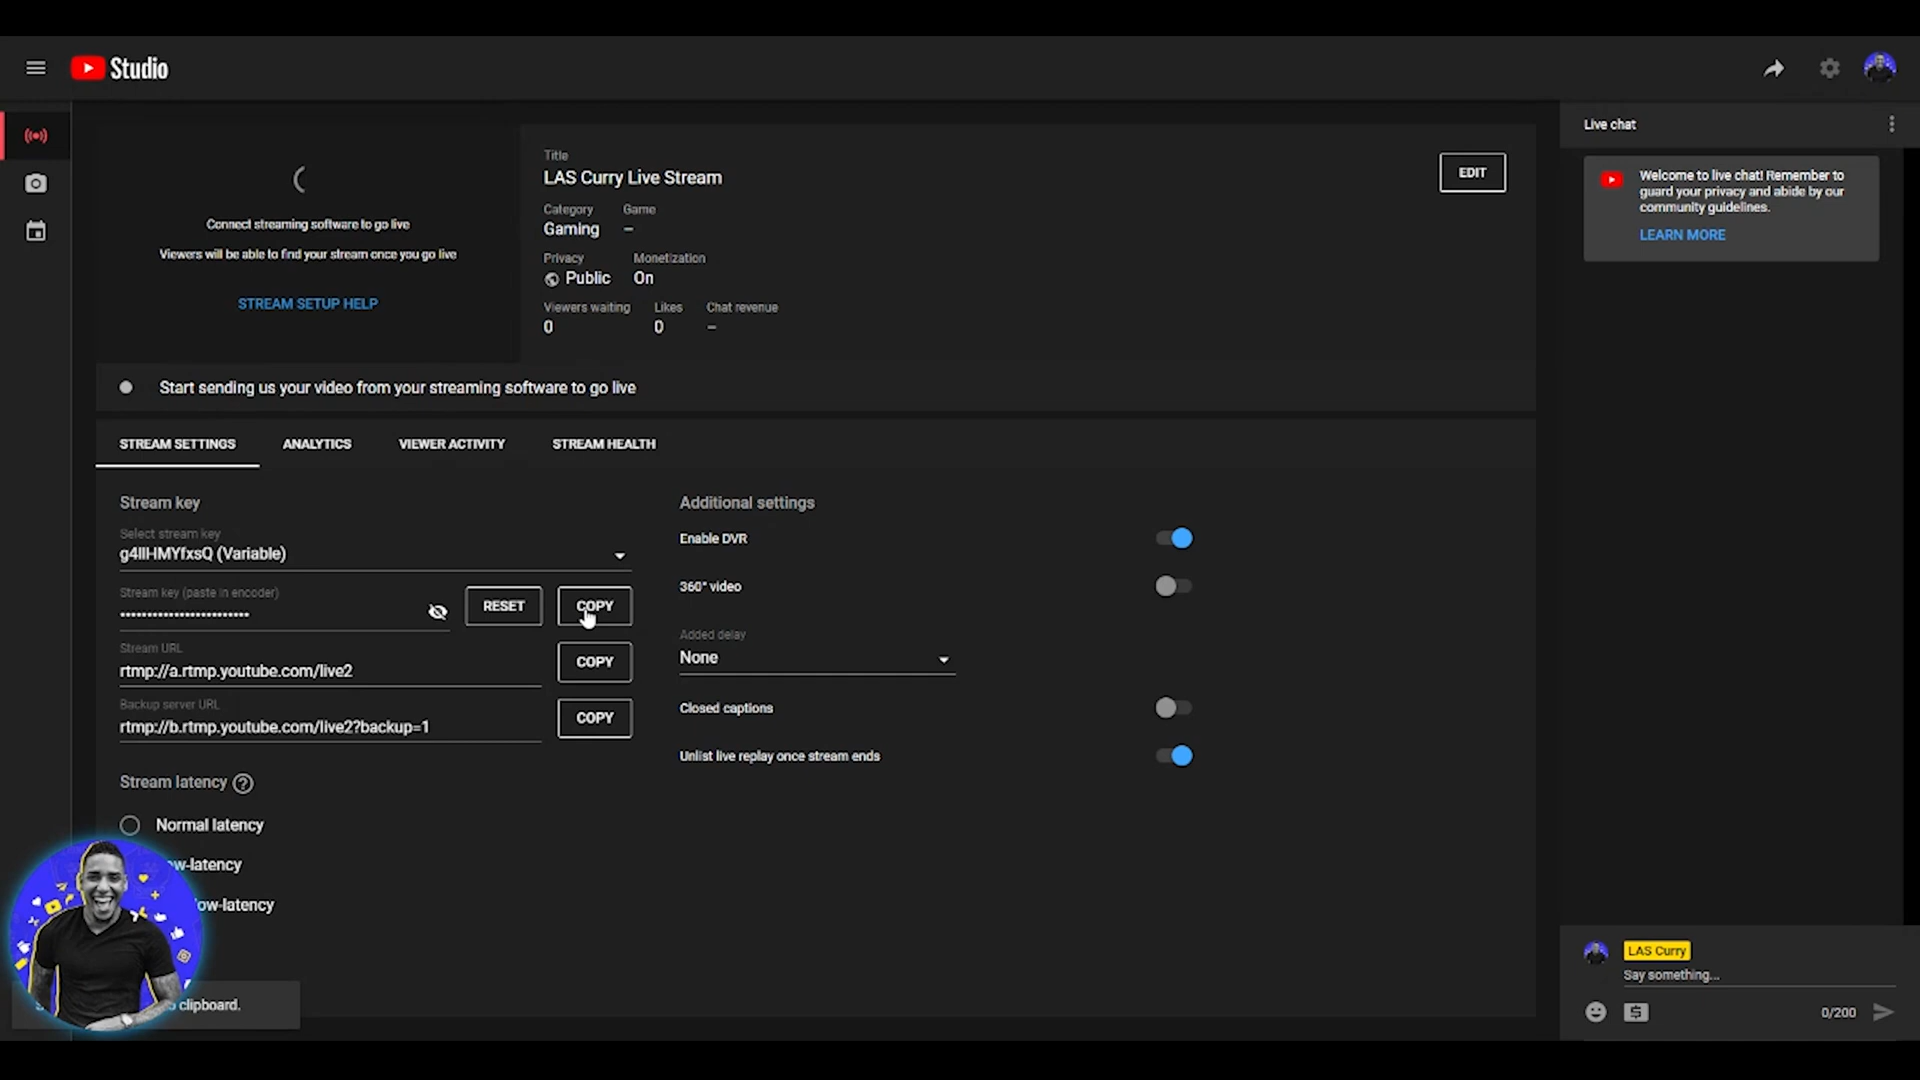 Studio
Connect streaming software to go live
Viewers will be able to find your stream once you go live
STREAM SETUP HELP
Title
LAS Curry Live Stream
EDIT
Category Game
Gaming –
Privacy Monetization
Public On
Viewers waiting Likes Chat revenue
0 0 –
Start sending us your video from your streaming software to go live
STREAM SETTINGS ANALYTICS VIEWER ACTIVITY STREAM HEALTH
Stream key
Select stream key
g4IIHMYfxsQ (Variable)
Stream key (paste in encoder)
•••••••••••••••••••••••• RESET COPY
Stream URL
rtmp://a.rtmp.youtube.com/live2 COPY
Backup server URL
rtmp://b.rtmp.youtube.com/live2?backup=1 COPY
Stream latency ?
Normal latency
ow-latency
low-latency
clipboard.
Additional settings
Enable DVR
360° video
Added delay
None
Closed captions
Unlist live replay once stream ends
Live chat
Welcome to live chat! Remember to
guard your privacy and abide by our
community guidelines.
LEARN MORE
LAS Curry
Say something...
0/200